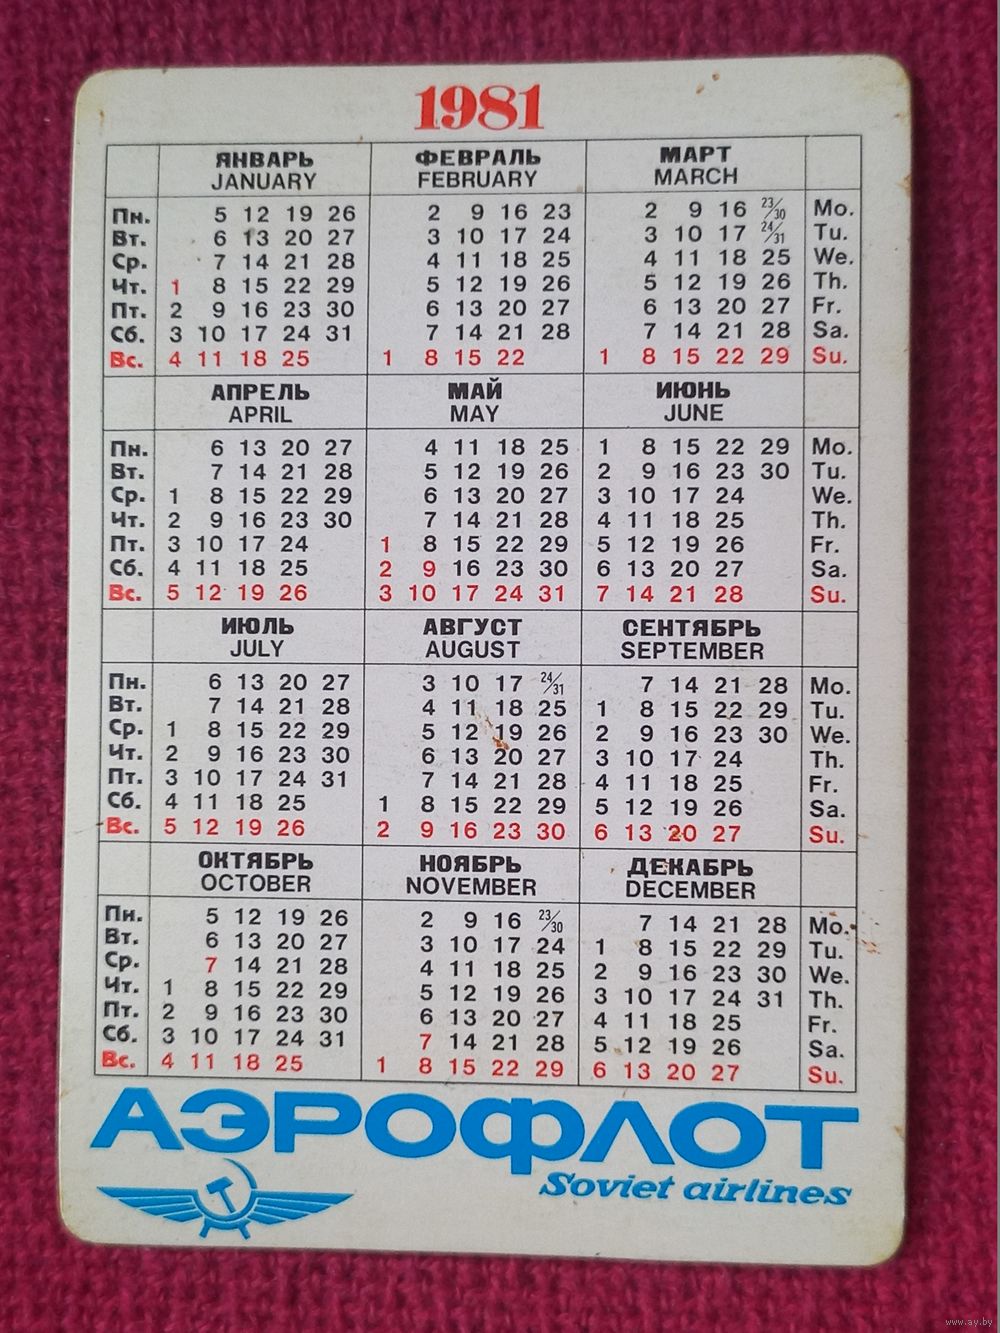 1981
ЯНВАРЬ ФЕВРАЛЬ МАРТ
JANUARY FEBRUARY MARCH
Пн. 5 12 19 26 2 9 16 23 2 9 16 23/30 Mo.
Вт. 6 13 20 27 3 10 17 24 3 10 17 24/31 Tu.
Ср. 7 14 21 28 4 11 18 25 4 11 18 25 We.
Чт. 1 8 15 22 29 5 12 19 26 5 12 19 26 Th.
Пт. 2 9 16 23 30 6 13 20 27 6 13 20 27 Fr.
Сб. 3 10 17 24 31 7 14 21 28 7 14 21 28 Sa.
Вс. 4 11 18 25 1 8 15 22 1 8 15 22 29 Su.
АПРЕЛЬ МАЙ ИЮНЬ
APRIL MAY JUNE
Пн. 6 13 20 27 4 11 18 25 1 8 15 22 29 Mo.
Вт. 7 14 21 28 5 12 19 26 2 9 16 23 30 Tu.
Ср. 1 8 15 22 29 6 13 20 27 3 10 17 24 We.
Чт. 2 9 16 23 30 7 14 21 28 4 11 18 25 Th.
Пт. 3 10 17 24 1 8 15 22 29 5 12 19 26 Fr.
Сб. 4 11 18 25 2 9 16 23 30 6 13 20 27 Sa.
Вс. 5 12 19 26 3 10 17 24 31 7 14 21 28 Su.
ИЮЛЬ АВГУСТ СЕНТЯБРЬ
JULY AUGUST SEPTEMBER
Пн. 6 13 20 27 3 10 17 24/31 7 14 21 28 Mo.
Вт. 7 14 21 28 4 11 18 25 1 8 15 22 29 Tu.
Ср. 1 8 15 22 29 5 12 19 26 2 9 16 23 30 We.
Чт. 2 9 16 23 30 6 13 20 27 3 10 17 24 Th.
Пт. 3 10 17 24 31 7 14 21 28 4 11 18 25 Fr.
Сб. 4 11 18 25 1 8 15 22 29 5 12 19 26 Sa.
Вс. 5 12 19 26 2 9 16 23 30 6 13 20 27 Su.
ОКТЯБРЬ НОЯБРЬ ДЕКАБРЬ
OCTOBER NOVEMBER DECEMBER
Пн. 5 12 19 26 2 9 16 23/30 7 14 21 28 Mo.
Вт. 6 13 20 27 3 10 17 24 1 8 15 22 29 Tu.
Ср. 7 14 21 28 4 11 18 25 2 9 16 23 30 We.
Чт. 1 8 15 22 29 5 12 19 26 3 10 17 24 31 Th.
Пт. 2 9 16 23 30 6 13 20 27 4 11 18 25 Fr.
Сб. 3 10 17 24 31 7 14 21 28 5 12 19 26 Sa.
Вс. 4 11 18 25 1 8 15 22 29 6 13 20 27 Su.
АЭРОФЛОТ
Soviet airlines
www.ay.by